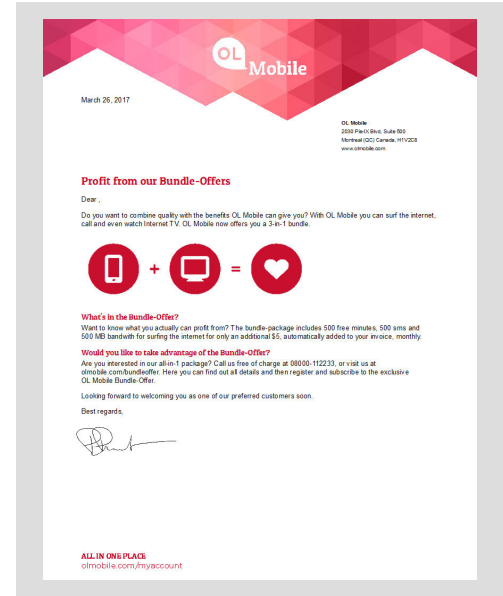 OL
Mobile
March 26, 2017
OL Mobile
2030 Pie-IX Blvd, Suite 500
Montreal (QC) Canada, H1V2C8
www.olmobile.com
Profit from our Bundle-Offers
Dear ,
Do you want to combine quality with the benefits OL Mobile can give you? With OL Mobile you can surf the internet,
call and even watch Internet TV. OL Mobile now offers you a 3-in-1 bundle.
+ =
What's in the Bundle-Offer?
Want to know what you actually can profit from? The bundle-package includes 500 free minutes, 500 sms and
500 MB bandwith for surfing the internet for only an additional $5, automatically added to your invoice, monthly.
Would you like to take advantage of the Bundle-Offer?
Are you interested in our all-in-1 package? Call us free of charge at 08000-112233, or visit us at
olmobile.com/bundleoffer. Here you can find out all details and then register and subscribe to the exclusive
OL Mobile Bundle-Offer.
Looking forward to welcoming you as one of our preferred customers soon.
Best regards,
ALL IN ONE PLACE
olmobile.com/myaccount